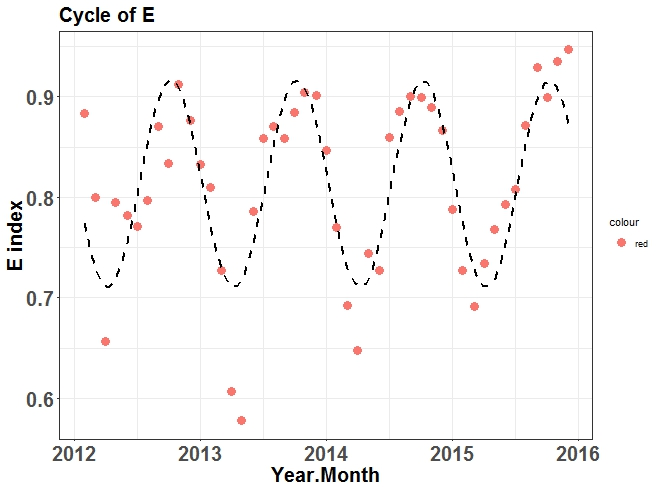 Cycle of E
0.9
0.8
0.7
0.6
E index
2012 2013 2014 2015 2016
Year.Month
colour
red